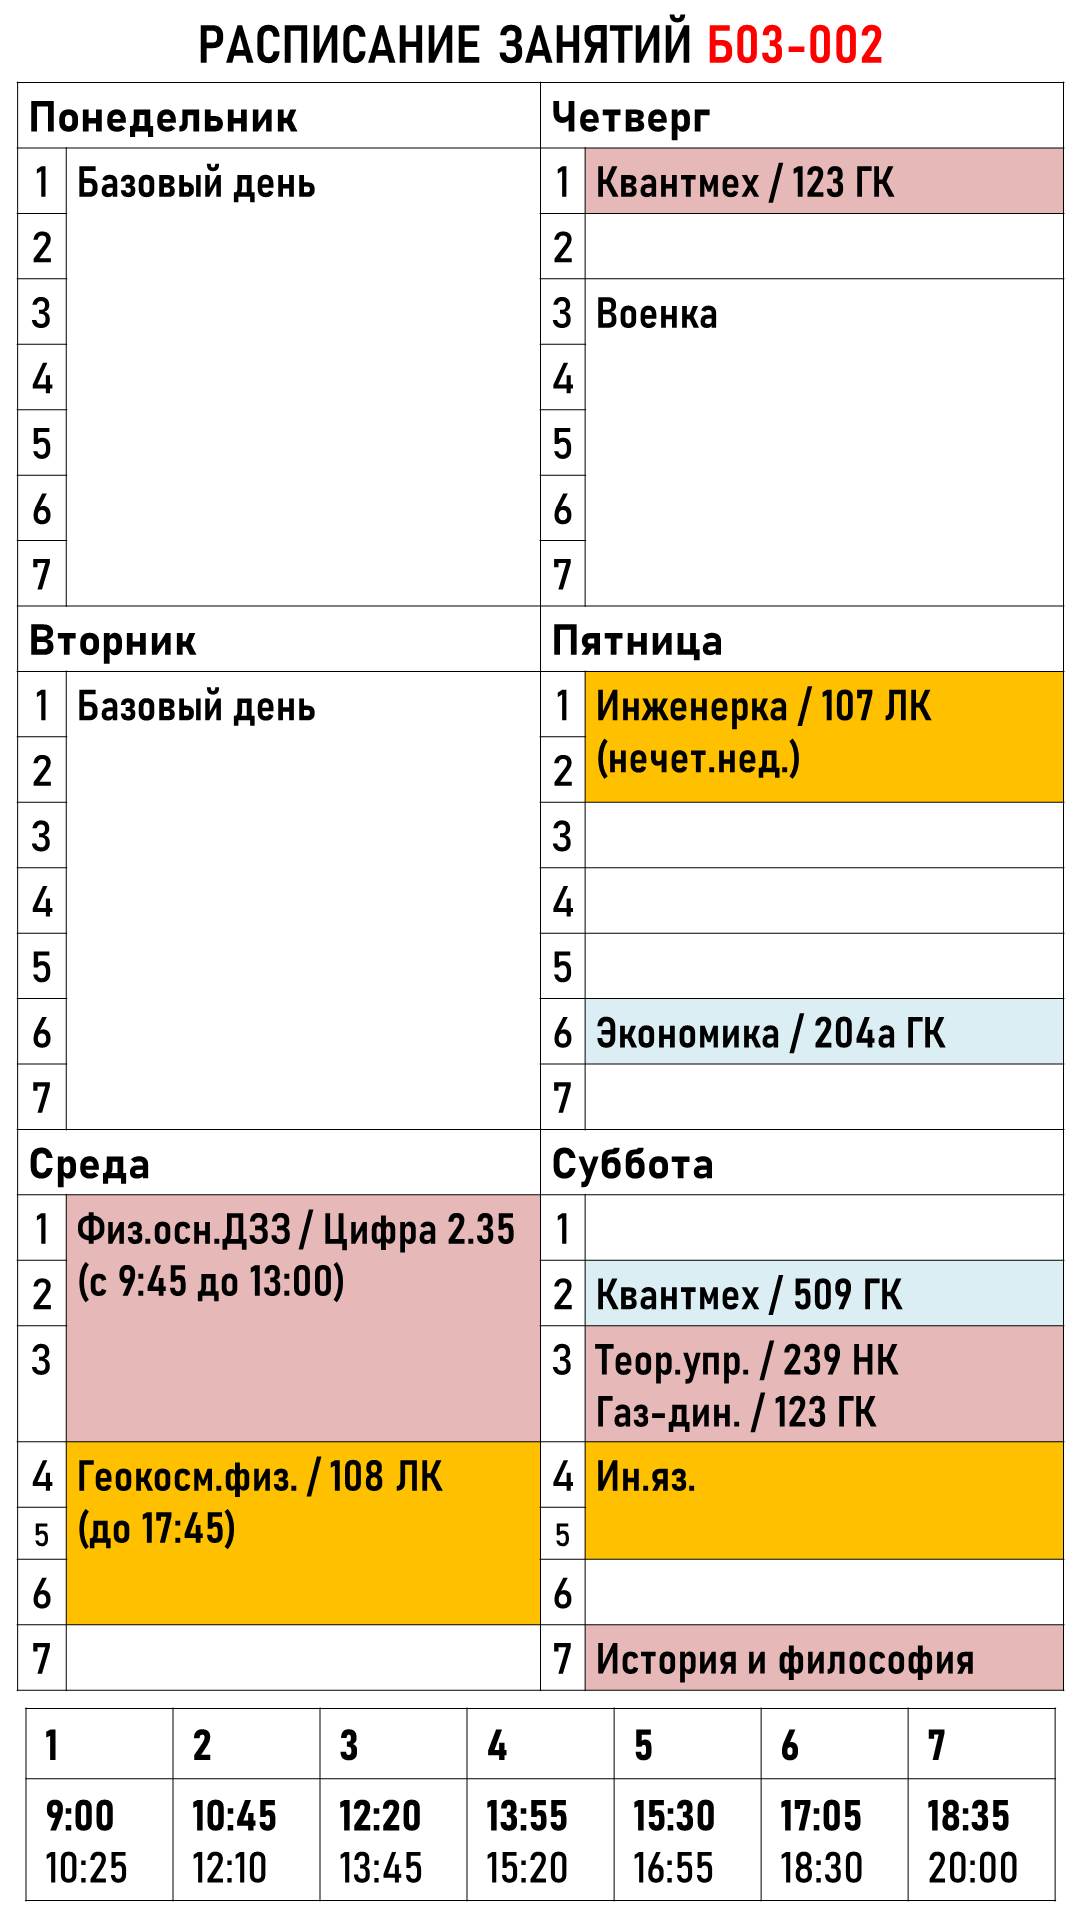 РАСПИСАНИЕ ЗАНЯТИЙ Б03-002
Понедельник
1 Базовый день
2
3
4
5
6
7
Вторник
1 Базовый день
2
3
4
5
6
7
Среда
1 Физ.осн.ДЗЗ / Цифра 2.35
(с 9:45 до 13:00)
2
3
4 Геокосм.физ. / 108 ЛК
(до 17:45)
5
6
7
Четверг
1 Квантмех / 123 ГК
2
3 Военка
4
5
6
7
Пятница
1 Инженерка / 107 ЛК
(нечет.нед.)
2
3
4
5
6 Экономика / 204а ГК
7
Суббота
1
2 Квантмех / 509 ГК
3 Теор.упр. / 239 НК
Газ-дин. / 123 ГК
4 Ин.яз.
5
6
7 История и философия
1 2 3 4 5 6 7
9:00 10:45 12:20 13:55 15:30 17:05 18:35
10:25 12:10 13:45 15:20 16:55 18:30 20:00